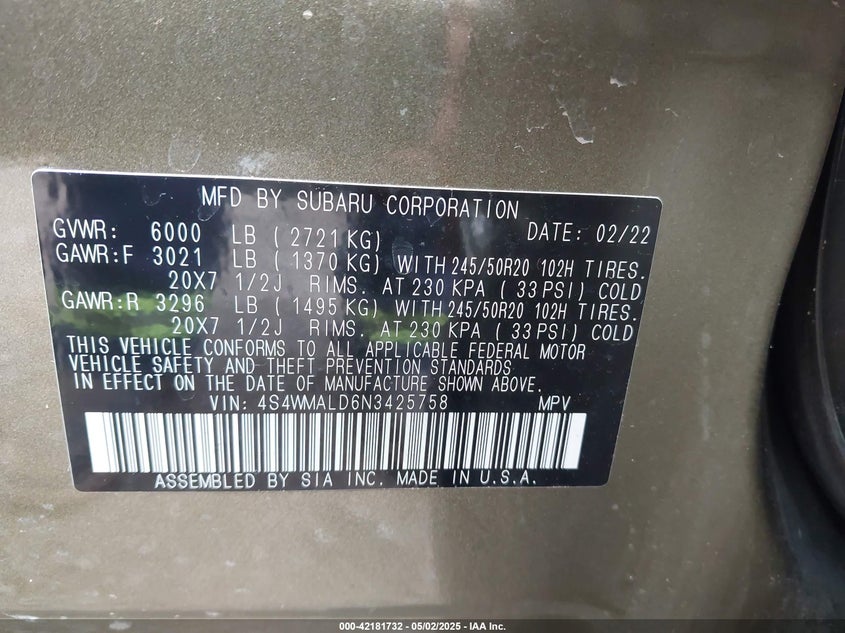 MFD BY SUBARU CORPORATION
GVWR: 6000 LB ( 2721 KG) DATE: 02/22
GAWR:F 3021 LB ( 1370 KG) WITH 245/50R20 102H TIRES.
20X7 1/2J RIMS. AT 230 KPA ( 33 PSI) COLD
GAWR:R 3296 LB ( 1495 KG) WITH 245/50R20 102H TIRES.
20X7 1/2J RIMS. AT 230 KPA ( 33 PSI) COLD
THIS VEHICLE CONFORMS TO ALL APPLICABLE FEDERAL MOTOR
VEHICLE SAFETY AND THEFT PREVENTION STANDARDS
IN EFFECT ON THE DATE OF MANUFACTURE SHOWN ABOVE.
VIN: 4S4WMALD6N3425758 MPV
ASSEMBLED BY SIA INC. MADE IN U.S.A.
000-42181732 - 05/02/2025 - IAA Inc.